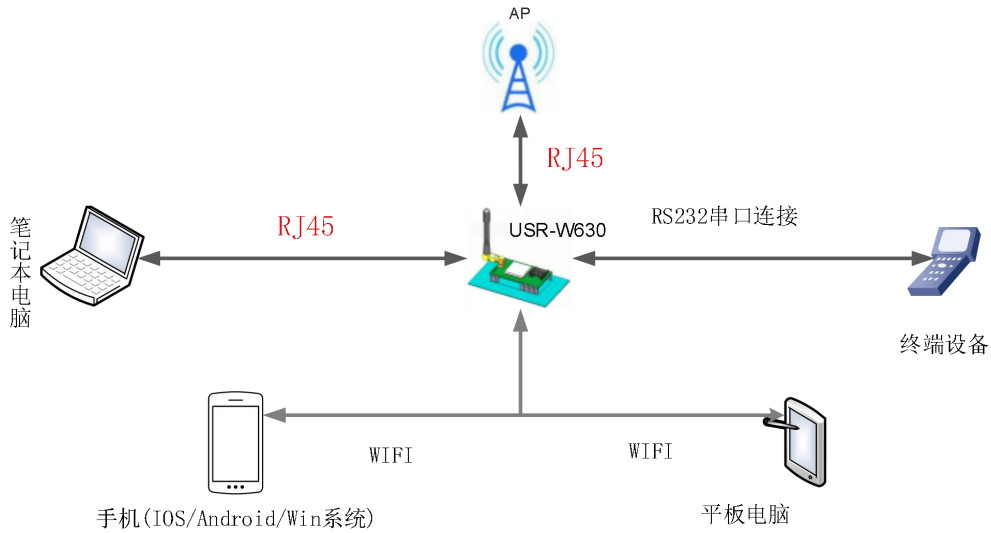 AP
RJ45
RJ45
USR-W630
RS232串口连接
笔记本电脑
终端设备
WIFI
WIFI
手机(IOS/Android/Win系统)
平板电脑